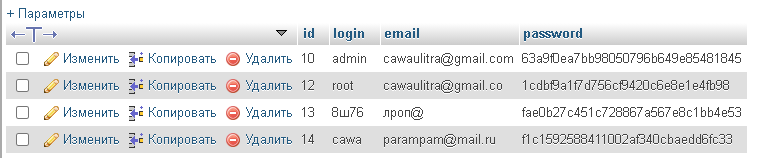 + Параметры
←T→ id login email password
Изменить Копировать Удалить 10 admin cawaulitra@gmail.com 63a9f0ea7bb98050796b649e85481845
Изменить Копировать Удалить 12 root cawaulitra@gmail.co 1cdbf9a1f7d756cf9420c6e8e1e4fb98
Изменить Копировать Удалить 13 8ш76 лроп@ fae0b27c451c728867a567e8c1bb4e53
Изменить Копировать Удалить 14 cawa parampam@mail.ru f1c1592588411002af340cbaedd6fc33